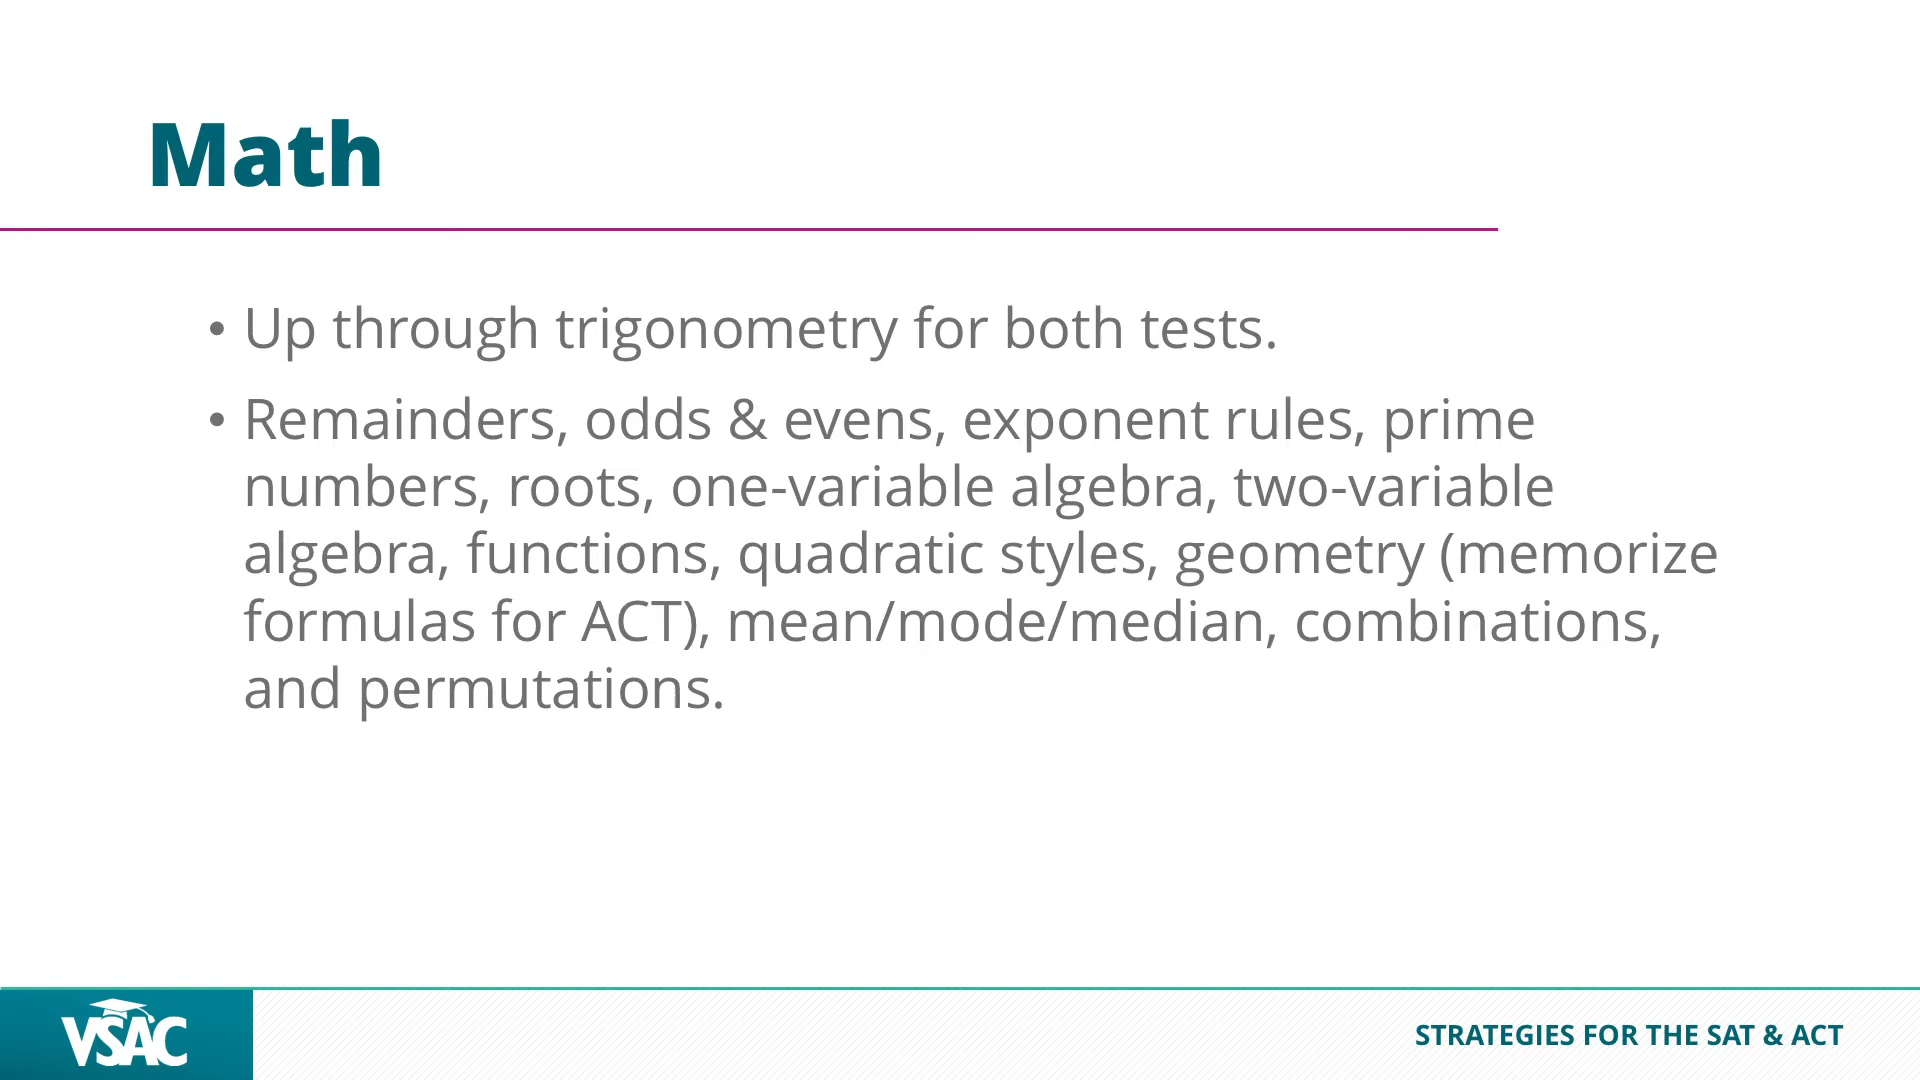 Math
• Up through trigonometry for both tests.
• Remainders, odds & evens, exponent rules, prime
numbers, roots, one-variable algebra, two-variable
algebra, functions, quadratic styles, geometry (memorize
formulas for ACT), mean/mode/median, combinations,
and permutations.
VSAC
STRATEGIES FOR THE SAT & ACT